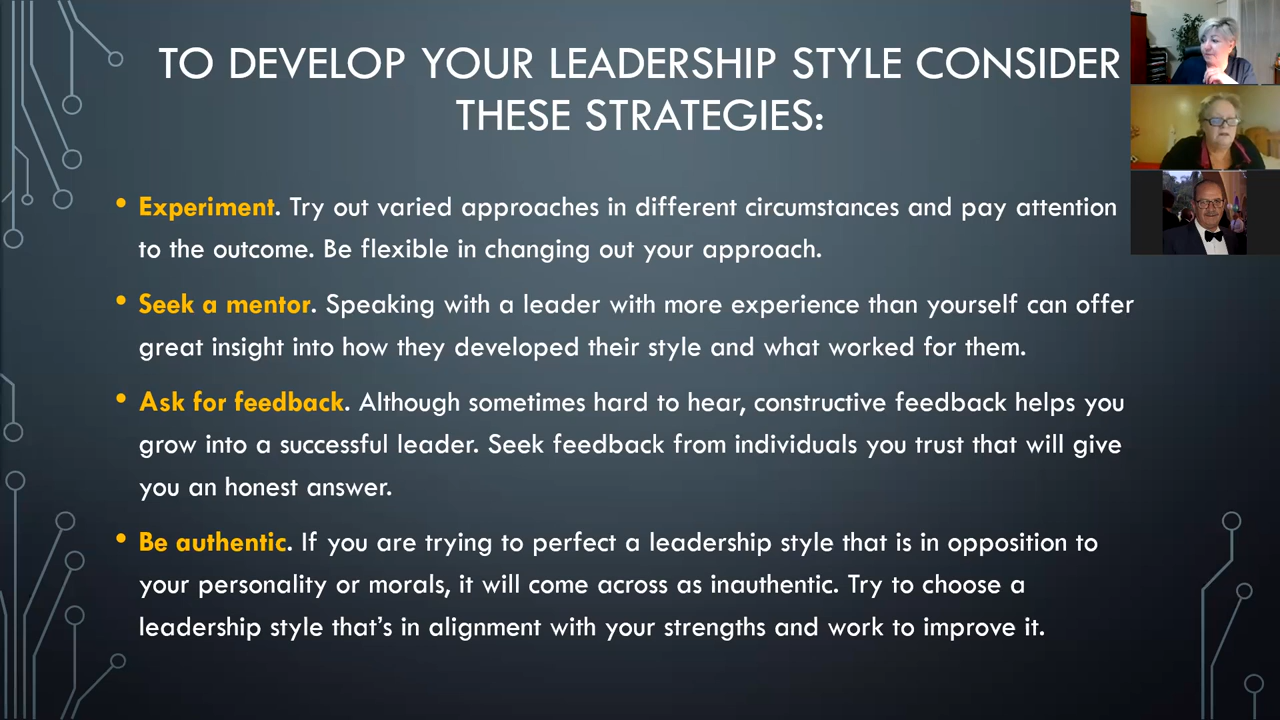 TO DEVELOP YOUR LEADERSHIP STYLE CONSIDER
THESE STRATEGIES:
• Experiment. Try out varied approaches in different circumstances and pay attention
to the outcome. Be flexible in changing out your approach.
• Seek a mentor. Speaking with a leader with more experience than yourself can offer
great insight into how they developed their style and what worked for them.
• Ask for feedback. Although sometimes hard to hear, constructive feedback helps you
grow into a successful leader. Seek feedback from individuals you trust that will give
you an honest answer.
• Be authentic. If you are trying to perfect a leadership style that is in opposition to
your personality or morals, it will come across as inauthentic. Try to choose a
leadership style that’s in alignment with your strengths and work to improve it.